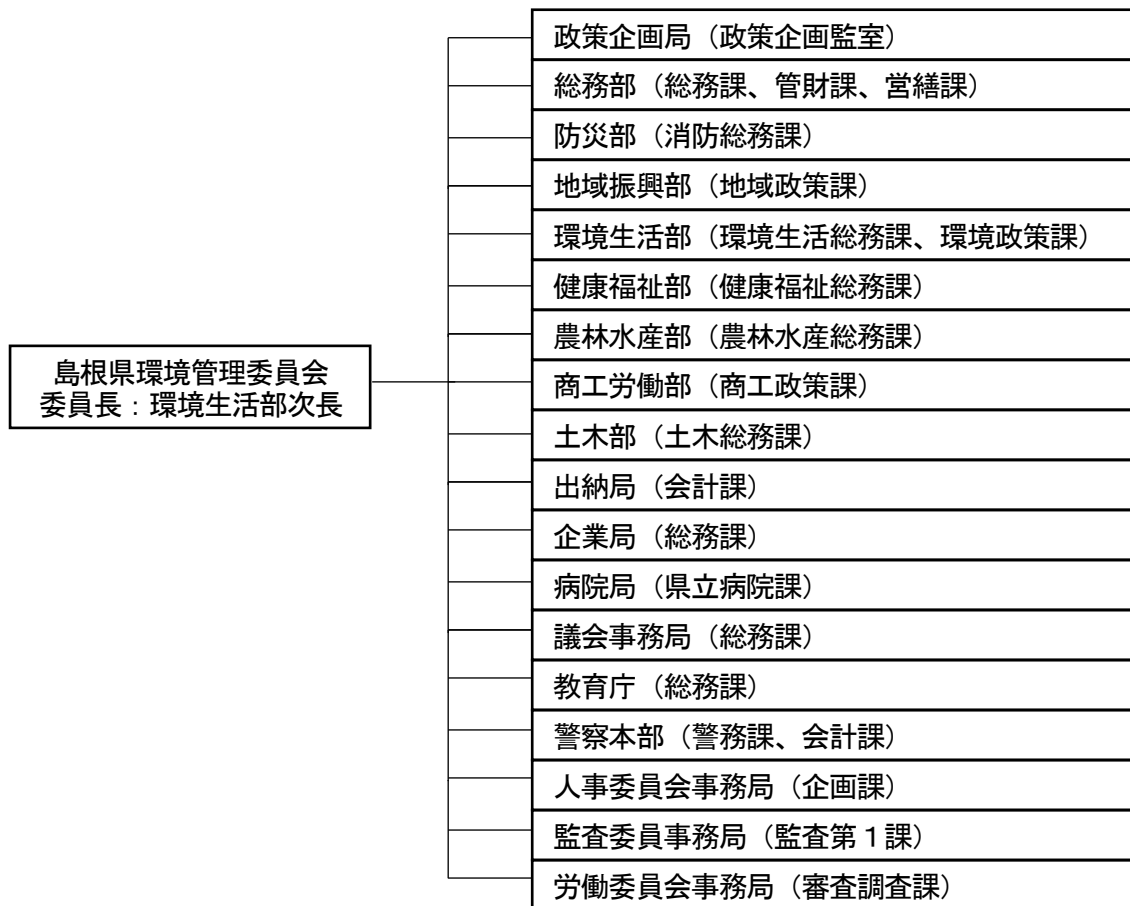 政策企画局（政策企画監室）
総務部（総務課、管財課、営繕課）
防災部（消防総務課）
地域振興部（地域政策課）
環境生活部（環境生活総務課、環境政策課）
健康福祉部（健康福祉総務課）
農林水産部（農林水産総務課）
島根県環境管理委員会
委員長：環境生活部次長
商工労働部（商工政策課）
土木部（土木総務課）
出納局（会計課）
企業局（総務課）
病院局（県立病院課）
議会事務局（総務課）
教育庁（総務課）
警察本部（警務課、会計課）
人事委員会事務局（企画課）
監査委員事務局（監査第１課）
労働委員会事務局（審査調査課）